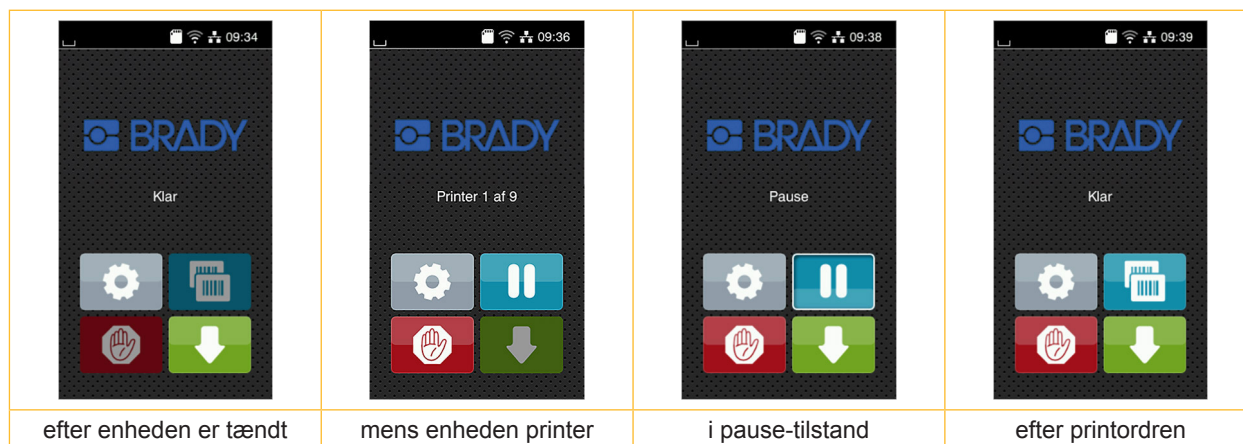 09:34
BRADY
Klar
efter enheden er tændt
09:36
BRADY
Printer 1 af 9
mens enheden printer
09:38
BRADY
Pause
i pause-tilstand
09:39
BRADY
Klar
efter printordren